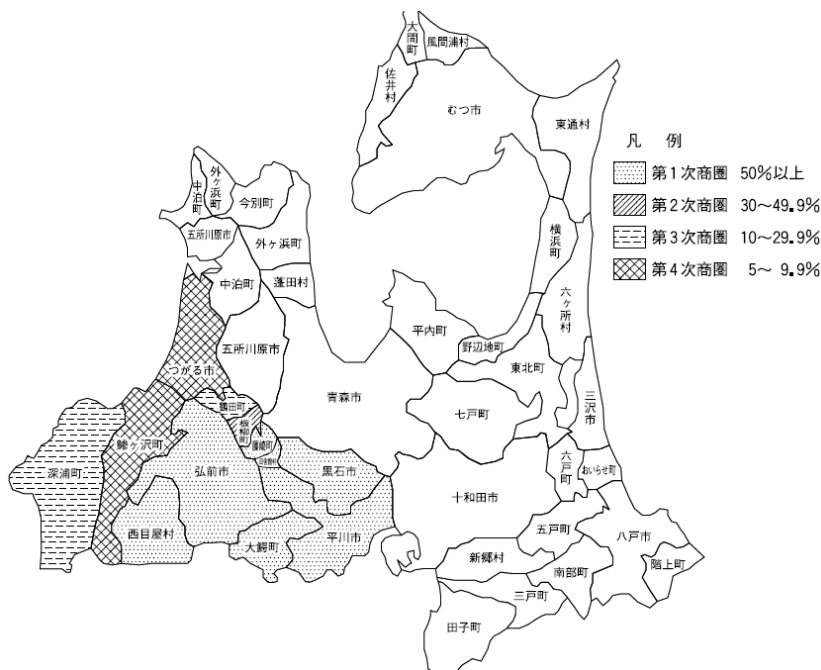 大間町
風間浦村
佐井村
むつ市
東通村
凡 例
第1次商圏 50%以上
第2次商圏 30〜49.9%
第3次商圏 10〜29.9%
第4次商圏 5〜 9.9%
中泊町
外ヶ浜町
今別町
五所川原市
外ヶ浜町
横浜町
中泊町
蓬田村
六ヶ所村
平内町
野辺地町
五所川原市
東北町
つがる市
青森市
三沢市
鶴田町
七戸町
板柳町
藤崎町
鰺ヶ沢町
田舎館村
深浦町
弘前市
黒石市
六戸町
おいらせ町
十和田市
西目屋村
大鰐町
平川市
五戸町
八戸市
新郷村
南部町
階上町
三戸町
田子町